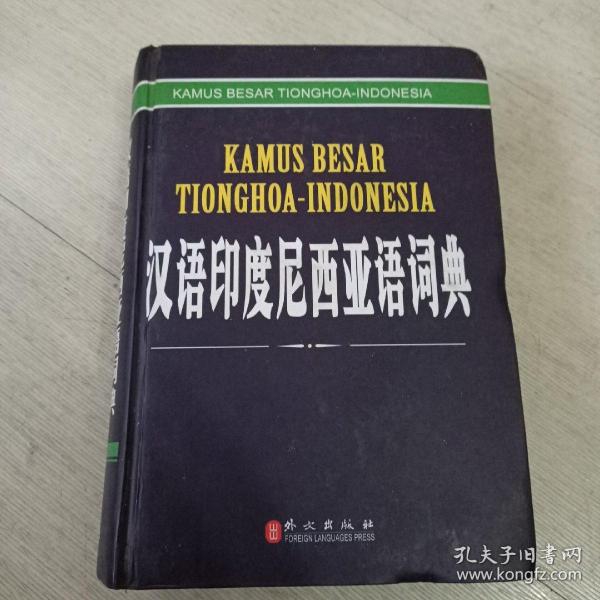 KAMUS BESAR TIONGHOA-INDONESIA
KAMUS BESAR
TIONGHOA-INDONESIA
汉语印度尼西亚语词典
外文出版社
FOREIGN LANGUAGES PRESS
孔夫子旧书网
www.kongfz.com